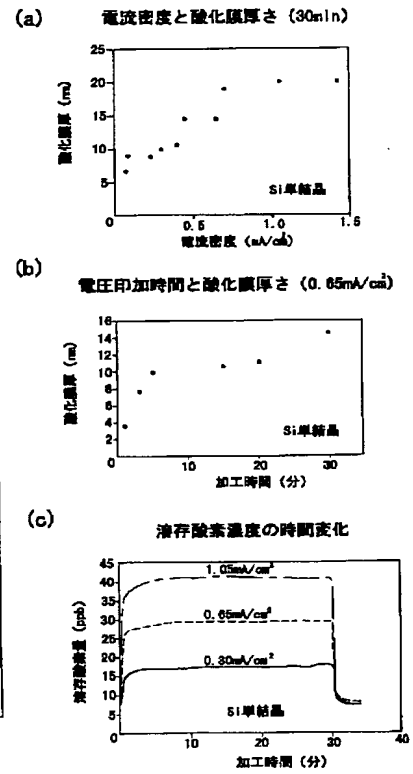 (a)
電流密度と酸化膜厚さ (30min)
25
20
15
10
5
0
0.5
1.0
1.5
酸化膜厚 (nm)
Si単結晶
電流密度 (mA/cm²)
(b)
電圧印加時間と酸化膜厚さ (0.65mA/cm²)
16
14
12
10
8
6
4
2
0
10
20
30
酸化膜厚 (nm)
Si単結晶
加工時間 (分)
(c)
溶存酸素濃度の時間変化
45
40
35
30
25
20
15
10
5
0
0
10
20
30
40
溶存酸素量 (ppb)
1.05mA/cm²
0.65mA/cm²
0.30mA/cm²
Si単結晶
加工時間 (分)